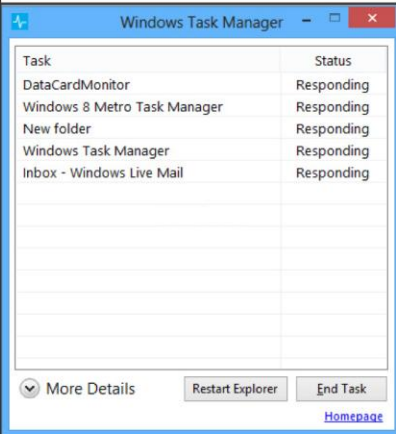 Windows Task Manager
Task Status
DataCardMonitor Responding
Windows 8 Metro Task Manager Responding
New folder Responding
Windows Task Manager Responding
Inbox - Windows Live Mail Responding
More Details Restart Explorer End Task
Homepage